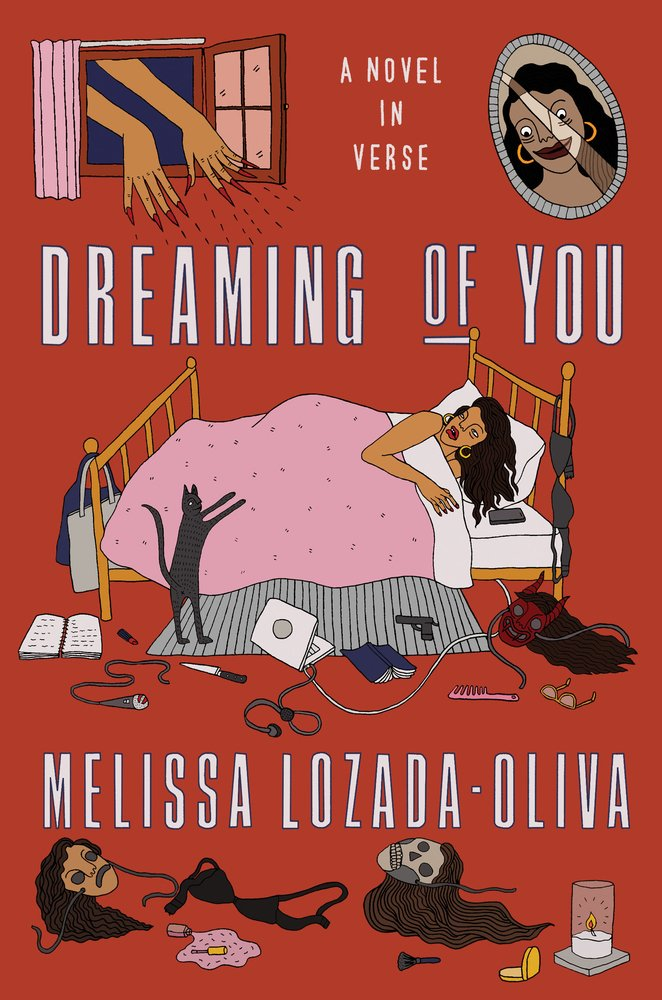 A NOVEL
IN
VERSE
DREAMING OF YOU
MELISSA LOZADA-OLIVA